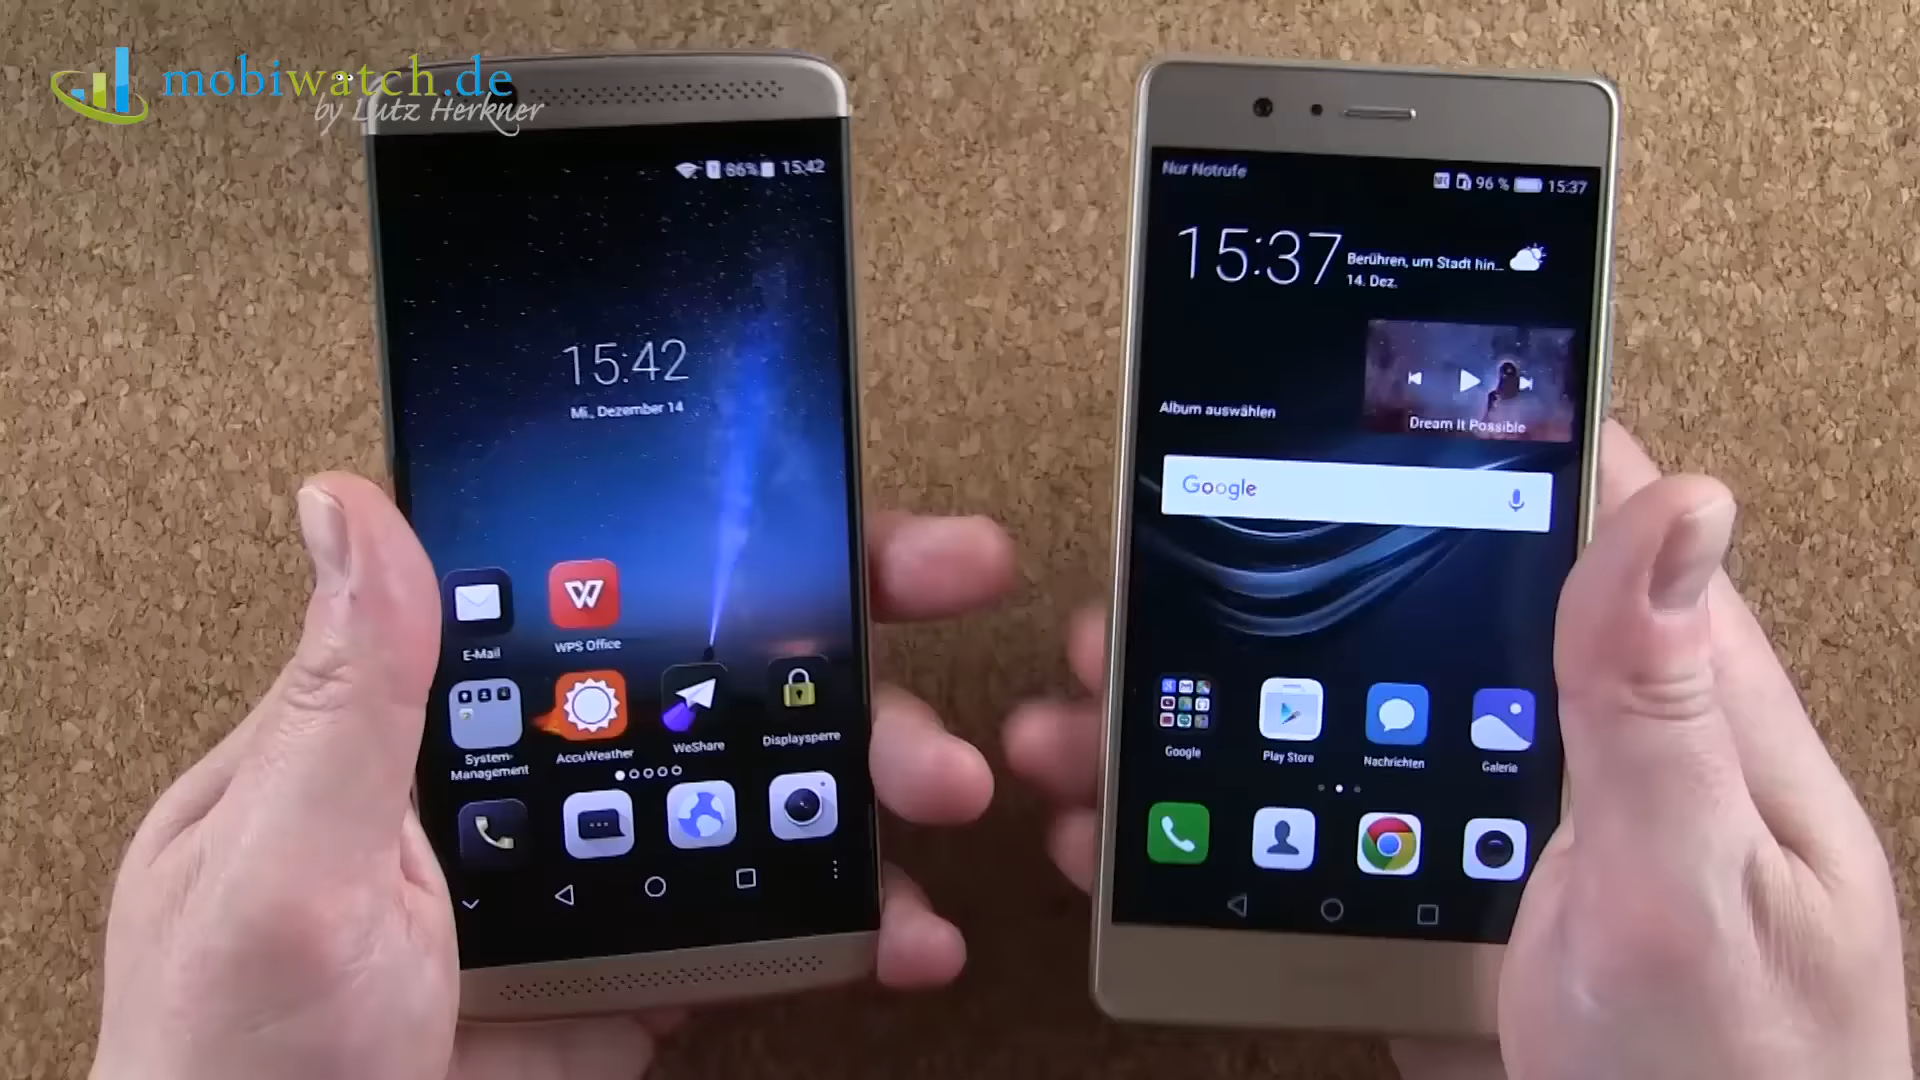 mobiwatch.de
by Lutz Herkner
86% 15:42
15:42
Mi., Dezember 14
E-Mail
WPS Office
System-
Management
AccuWeather
WeShare
Displaysperre
Nur Notrufe
96 % 15:37
15:37
Berühren, um Stadt hin...
14. Dez.
Album auswählen
Dream It Possible
Google
Google
Play Store
Nachrichten
Galerie